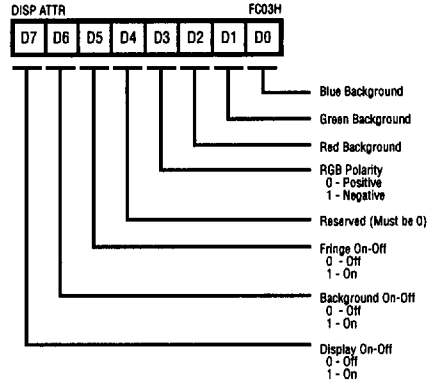 DISP ATTR FC03H
D7 D6 D5 D4 D3 D2 D1 D0
Blue Background
Green Background
Red Background
RGB Polarity
0 - Positive
1 - Negative
Reserved (Must be 0)
Fringe On-Off
0 - Off
1 - On
Background On-Off
0 - Off
1 - On
Display On-Off
0 - Off
1 - On